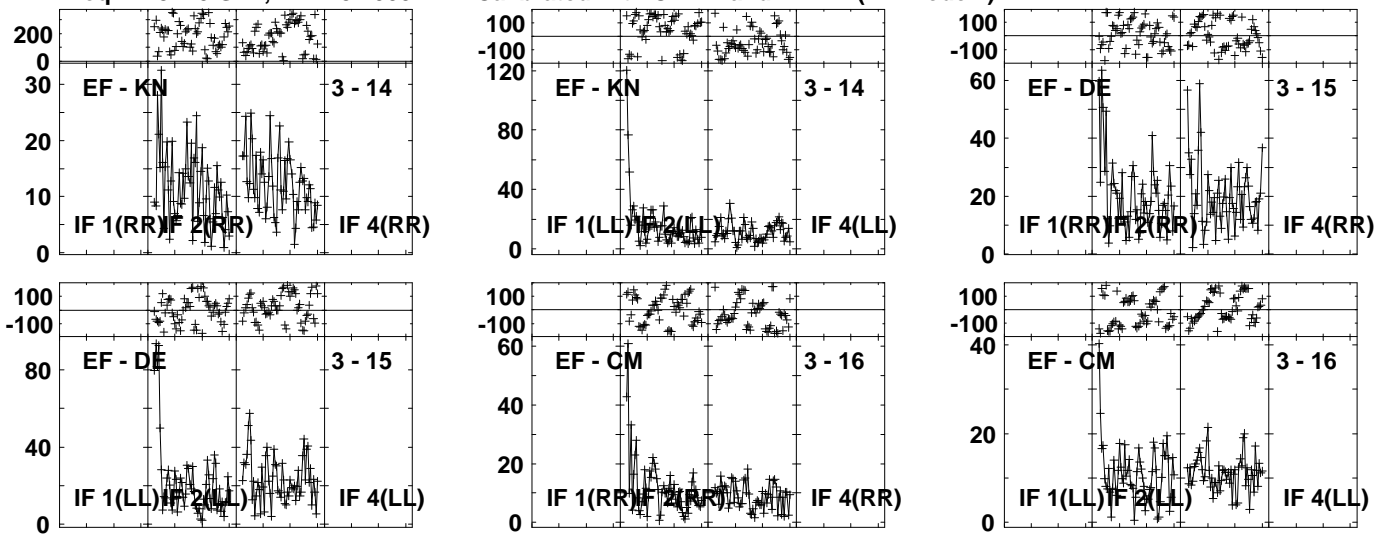 200
0
30
20
10
0
EF - KN
3 - 14
IF 1(RR)
IF 2(RR)
IF 4(RR)
100
-100
120
80
40
0
EF - KN
3 - 14
IF 1(LL)
IF 2(LL)
IF 4(LL)
100
-100
60
40
20
0
EF - DE
3 - 15
IF 1(RR)
IF 2(RR)
IF 4(RR)
100
-100
80
40
0
EF - DE
3 - 15
IF 1(LL)
IF 2(LL)
IF 4(LL)
100
-100
60
40
20
0
EF - CM
3 - 16
IF 1(RR)
IF 2(RR)
IF 4(RR)
100
-100
40
20
0
EF - CM
3 - 16
IF 1(LL)
IF 2(LL)
IF 4(LL)